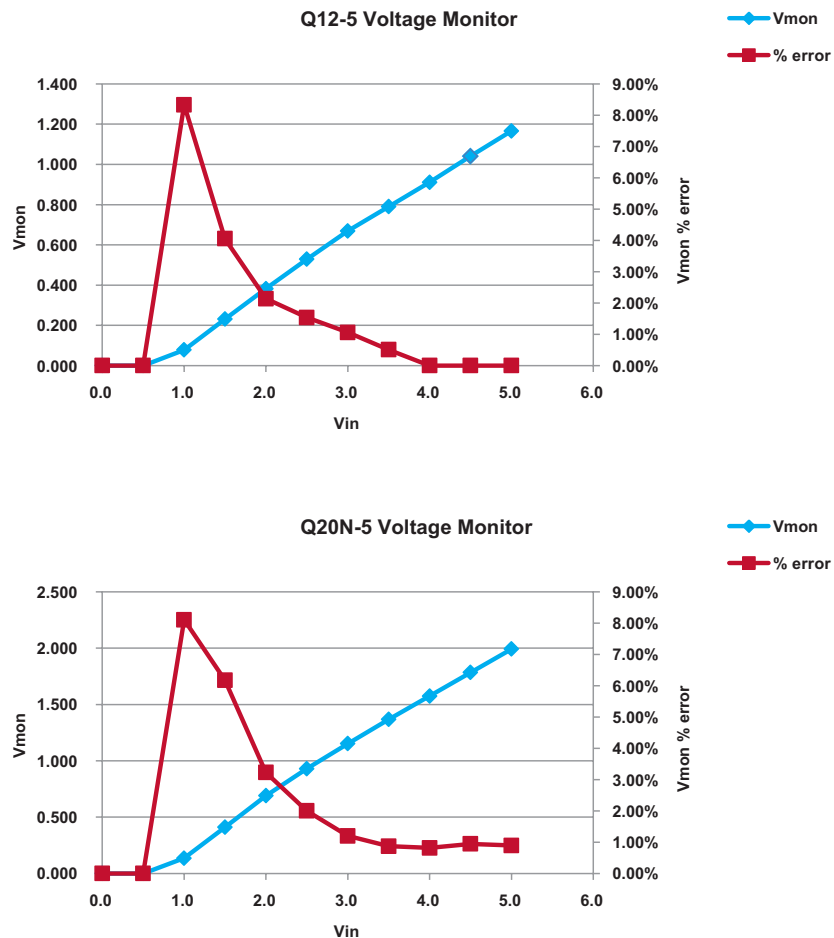 Q12-5 Voltage Monitor
Vmon
% error
1.400
1.200
1.000
0.800
0.600
0.400
0.200
0.000
Vmon
9.00%
8.00%
7.00%
6.00%
5.00%
4.00%
3.00%
2.00%
1.00%
0.00%
Vmon % error
0.0 1.0 2.0 3.0 4.0 5.0 6.0
Vin
Q20N-5 Voltage Monitor
Vmon
% error
2.500
2.000
1.500
1.000
0.500
0.000
Vmon
9.00%
8.00%
7.00%
6.00%
5.00%
4.00%
3.00%
2.00%
1.00%
0.00%
Vmon % error
0.0 1.0 2.0 3.0 4.0 5.0 6.0
Vin